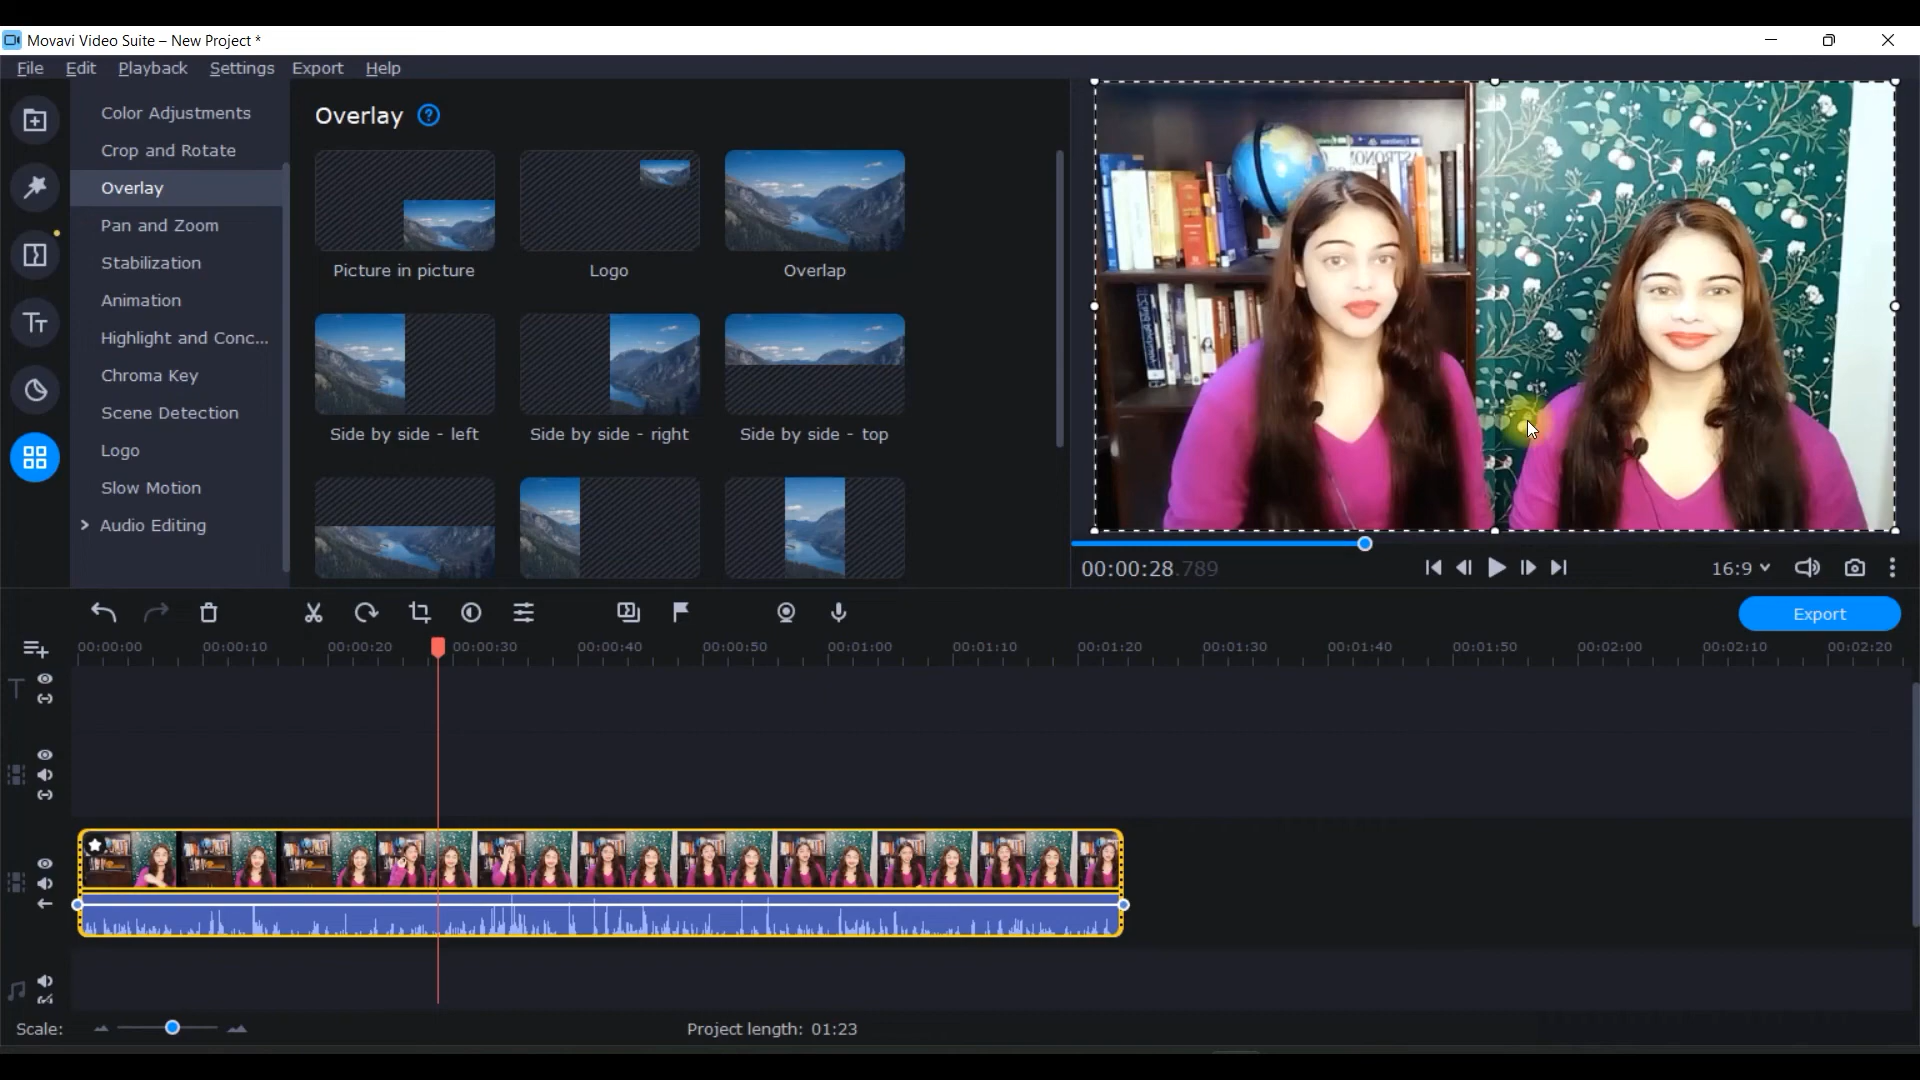 Movavi Video Suite – New Project *
File Edit Playback Settings Export Help
Color Adjustments
Crop and Rotate
Overlay
Pan and Zoom
Stabilization
Animation
Highlight and Conc...
Chroma Key
Scene Detection
Logo
Slow Motion
Audio Editing
Overlay ?
Picture in picture
Logo
Overlap
Side by side - left
Side by side - right
Side by side - top
00:00:28.789
16:9
Export
00:00:00 00:00:10 00:00:20 00:00:30 00:00:40 00:00:50 00:01:00 00:01:10 00:01:20 00:01:30 00:01:40 00:01:50 00:02:00 00:02:10 00:02:20
Scale:
Project length: 01:23